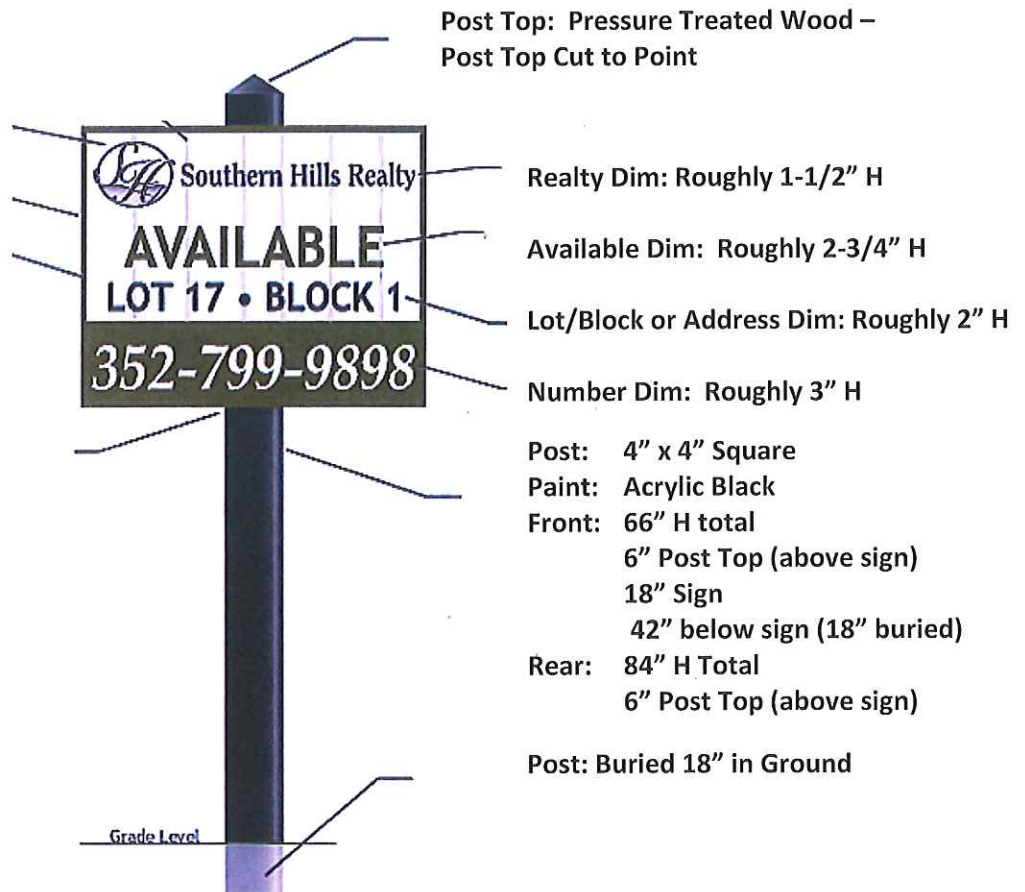 Post Top: Pressure Treated Wood –
Post Top Cut to Point
SH Southern Hills Realty
AVAILABLE
LOT 17 • BLOCK 1
352-799-9898
Realty Dim: Roughly 1-1/2” H
Available Dim: Roughly 2-3/4” H
Lot/Block or Address Dim: Roughly 2” H
Number Dim: Roughly 3” H
Post: 4” x 4” Square
Paint: Acrylic Black
Front: 66” H total
6” Post Top (above sign)
18” Sign
42” below sign (18” buried)
Rear: 84” H Total
6” Post Top (above sign)
Post: Buried 18” in Ground
Grade Level